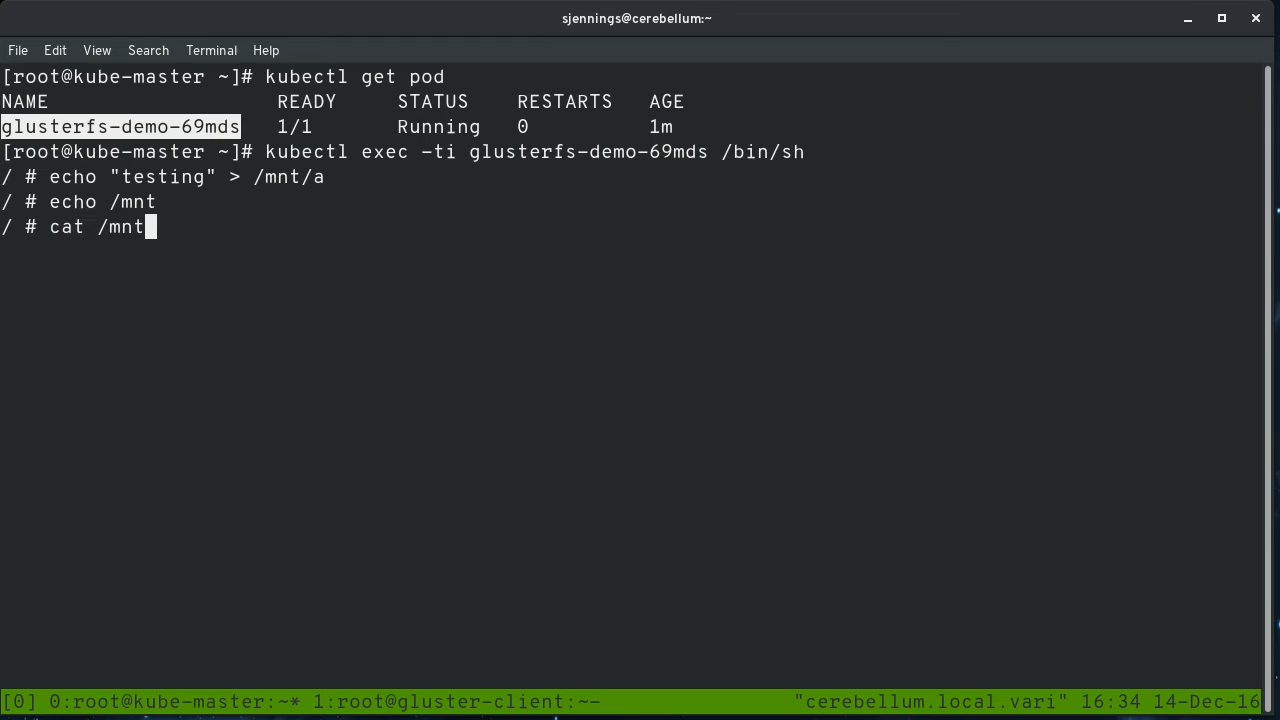 sjennings@cerebellum:~
File Edit View Search Terminal Help
[root@kube-master ~]# kubectl get pod
NAME READY STATUS RESTARTS AGE
glusterfs-demo-69mds 1/1 Running 0 1m
[root@kube-master ~]# kubectl exec -ti glusterfs-demo-69mds /bin/sh
/ # echo "testing" > /mnt/a
/ # echo /mnt
/ # cat /mnt
[0] 0:root@kube-master:~* 1:root@gluster-client:~- "cerebellum.local.vari" 16:34 14-Dec-16